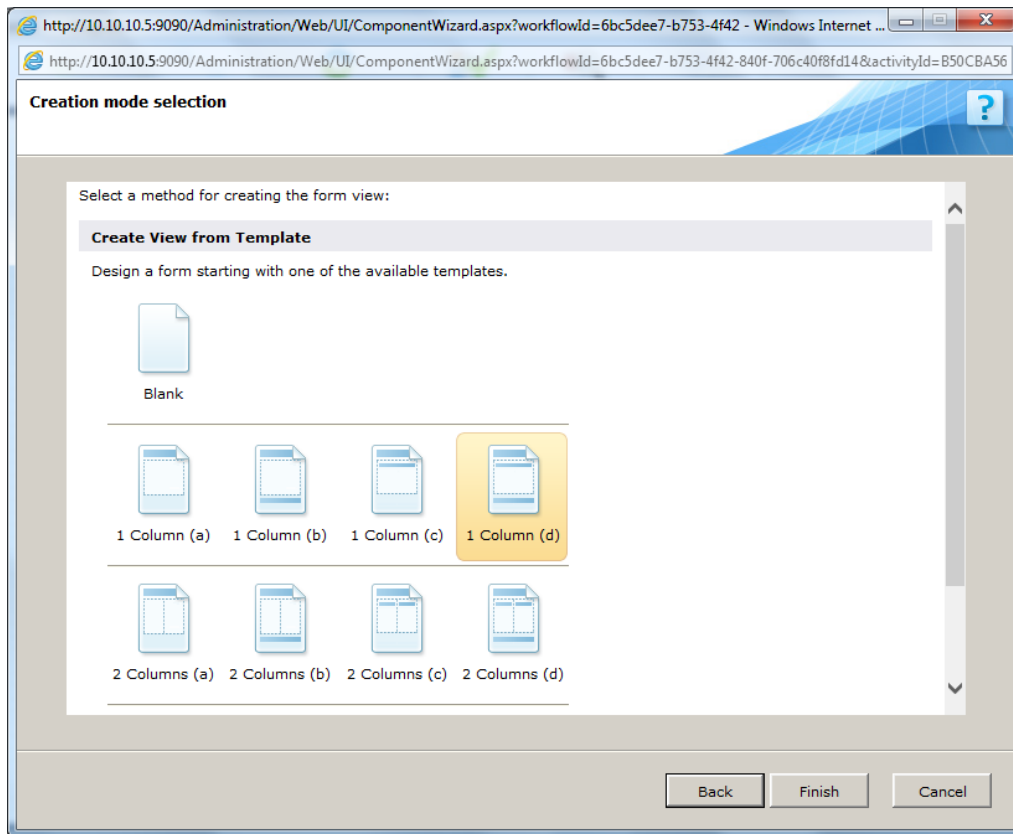 http://10.10.10.5:9090/Administration/Web/UI/ComponentWizard.aspx?workflowId=6bc5dee7-b753-4f42 - Windows Internet ...
http://10.10.10.5:9090/Administration/Web/UI/ComponentWizard.aspx?workflowId=6bc5dee7-b753-4f42-840f-706c40f8fd14&activityId=B50CBA56
Creation mode selection
?
Select a method for creating the form view:
Create View from Template
Design a form starting with one of the available templates.
Blank
1 Column (a) 1 Column (b) 1 Column (c) 1 Column (d)
2 Columns (a) 2 Columns (b) 2 Columns (c) 2 Columns (d)
Back Finish Cancel